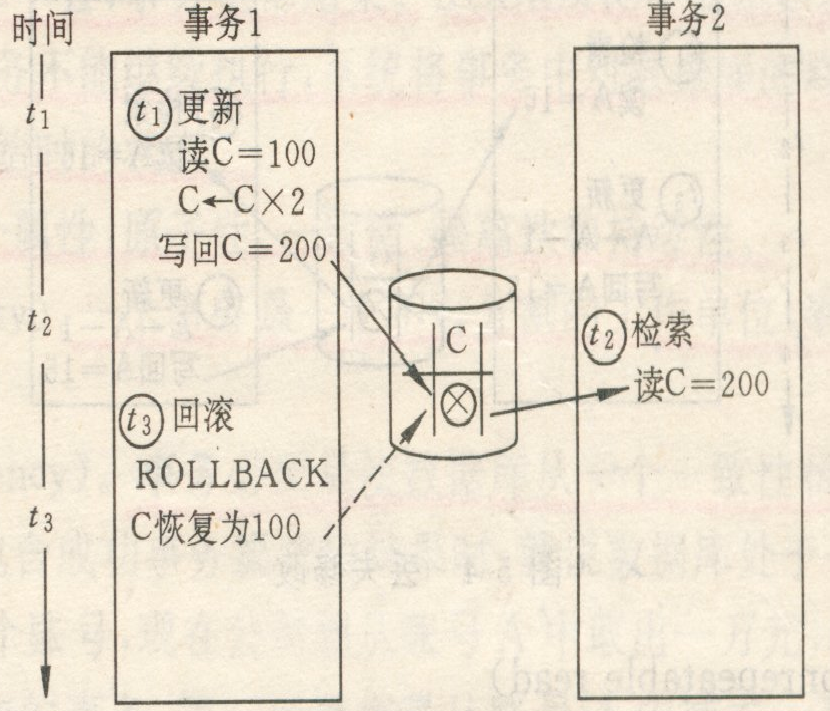 时间
事务1
事务2
t1
t1 更新
读C=100
C←C×2
写回C=200
t2
C
t2 检索
读C=200
t3 回滚
ROLLBACK
t3
C恢复为100